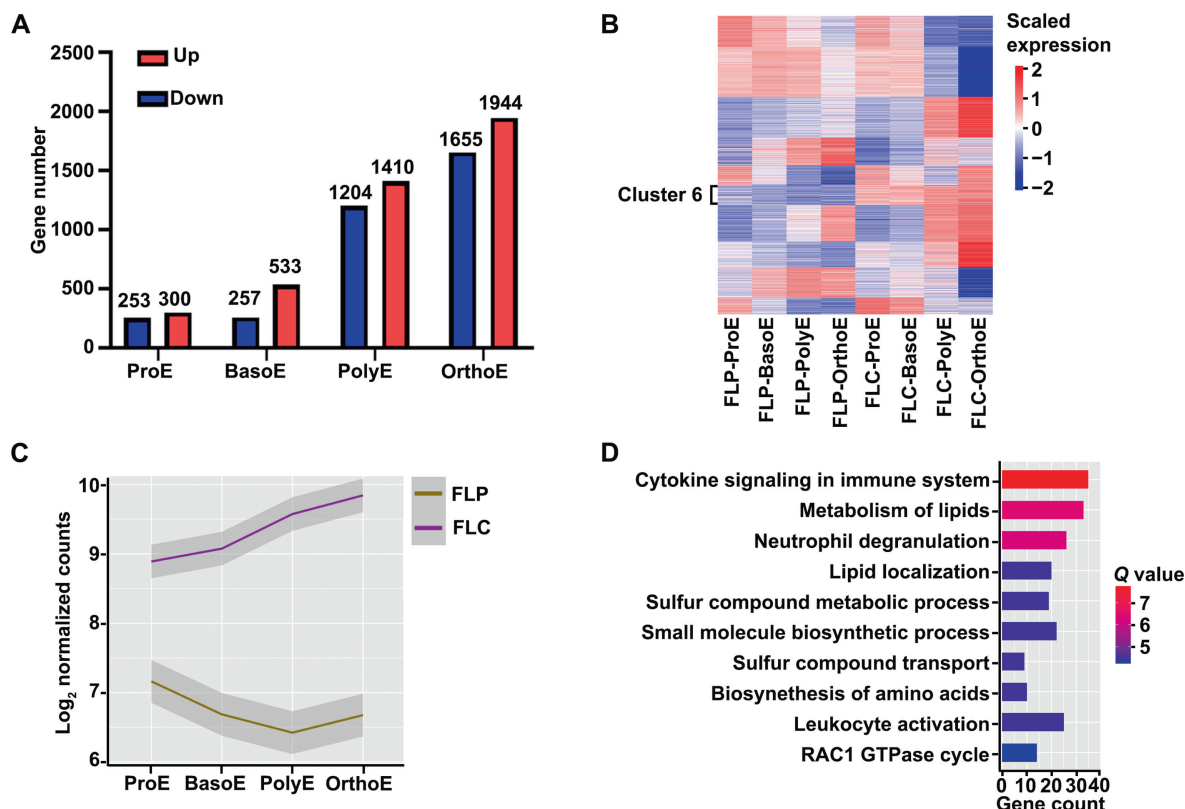 A
2500
2000
1500
1000
500
0
Gene number
Up
Down
253
300
257
533
1204
1410
1655
1944
ProE
BasoE
PolyE
OrthoE
B
Cluster 6
Scaled
expression
2
1
0
−1
−2
FLP-ProE
FLP-BasoE
FLP-PolyE
FLP-OrthoE
FLC-ProE
FLC-BasoE
FLC-PolyE
FLC-OrthoE
C
10
9
8
7
6
Log2 normalized counts
FLP
FLC
ProE
BasoE
PolyE
OrthoE
D
Cytokine signaling in immune system
Metabolism of lipids
Neutrophil degranulation
Lipid localization
Sulfur compound metabolic process
Small molecule biosynthetic process
Sulfur compound transport
Biosynethesis of amino acids
Leukocyte activation
RAC1 GTPase cycle
0 10 20 30 40
Gene count
Q value
7
6
5